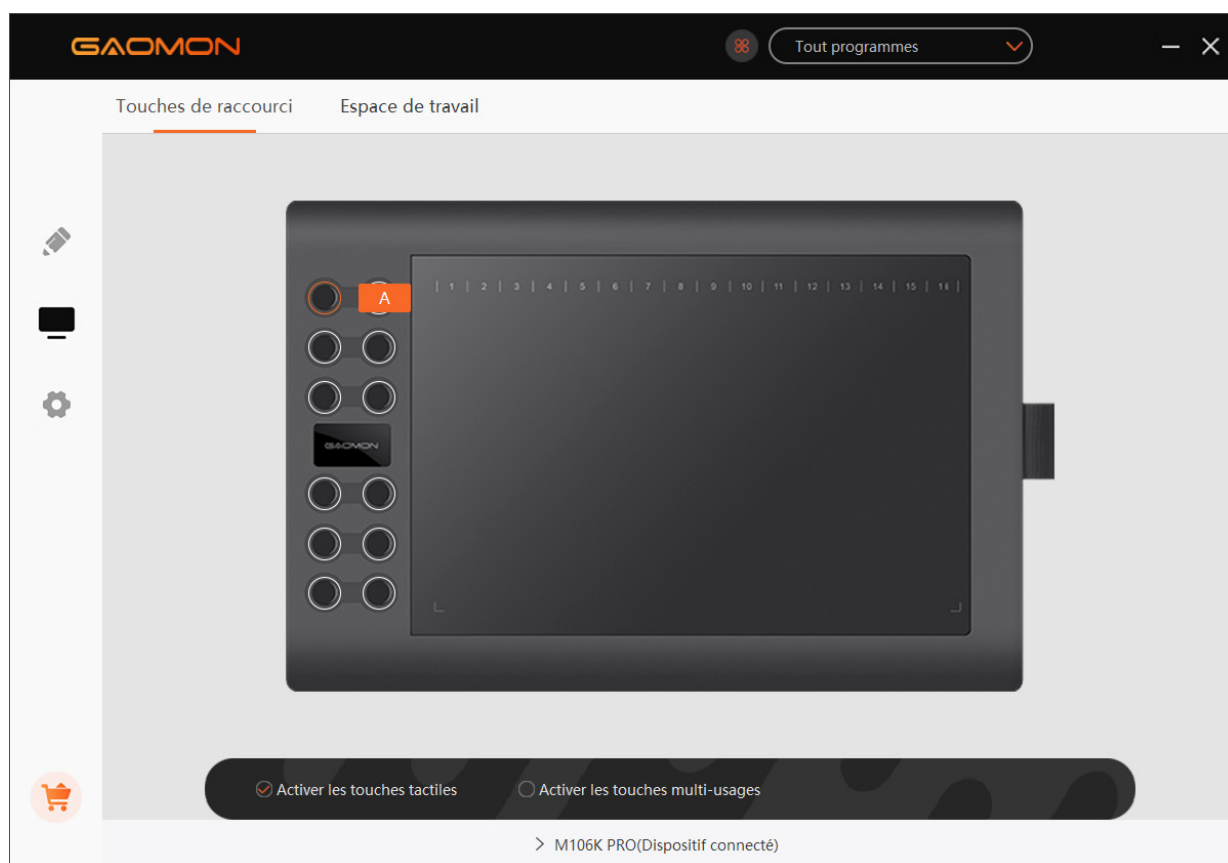 GAOMON
Tout programmes
Touches de raccourci
Espace de travail
A
| 1 | 2 | 3 | 4 | 5 | 6 | 7 | 8 | 9 | 10 | 11 | 12 | 13 | 14 | 15 | 16 |
GAOMON
Activer les touches tactiles
Activer les touches multi-usages
M106K PRO(Dispositif connecté)